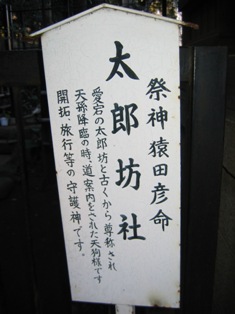 祭神 猿田彦命
太郎坊社
愛宕の太郎坊と古くから尊称され
天孫降臨の時、道案内をされた天狗様です
開拓、旅行等の守護神です。